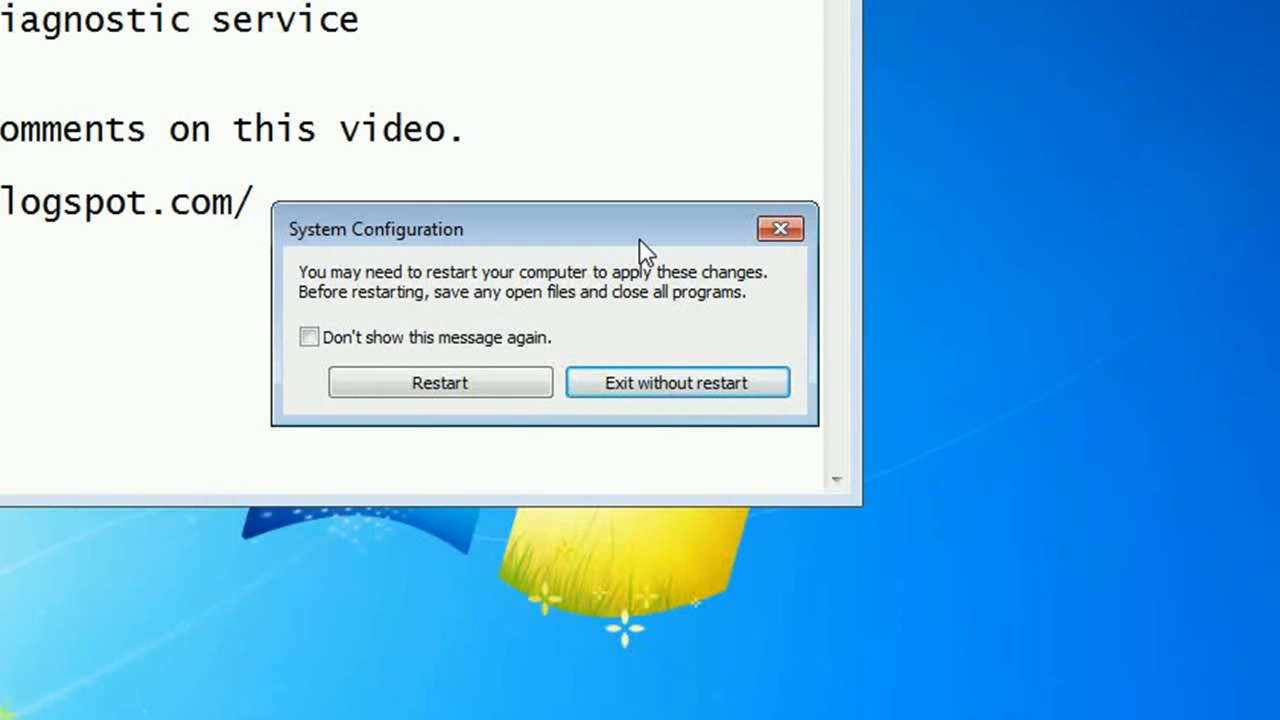 iagnostic service
omments on this video.
logspot.com/
System Configuration
You may need to restart your computer to apply these changes.
Before restarting, save any open files and close all programs.
Don't show this message again.
Restart
Exit without restart